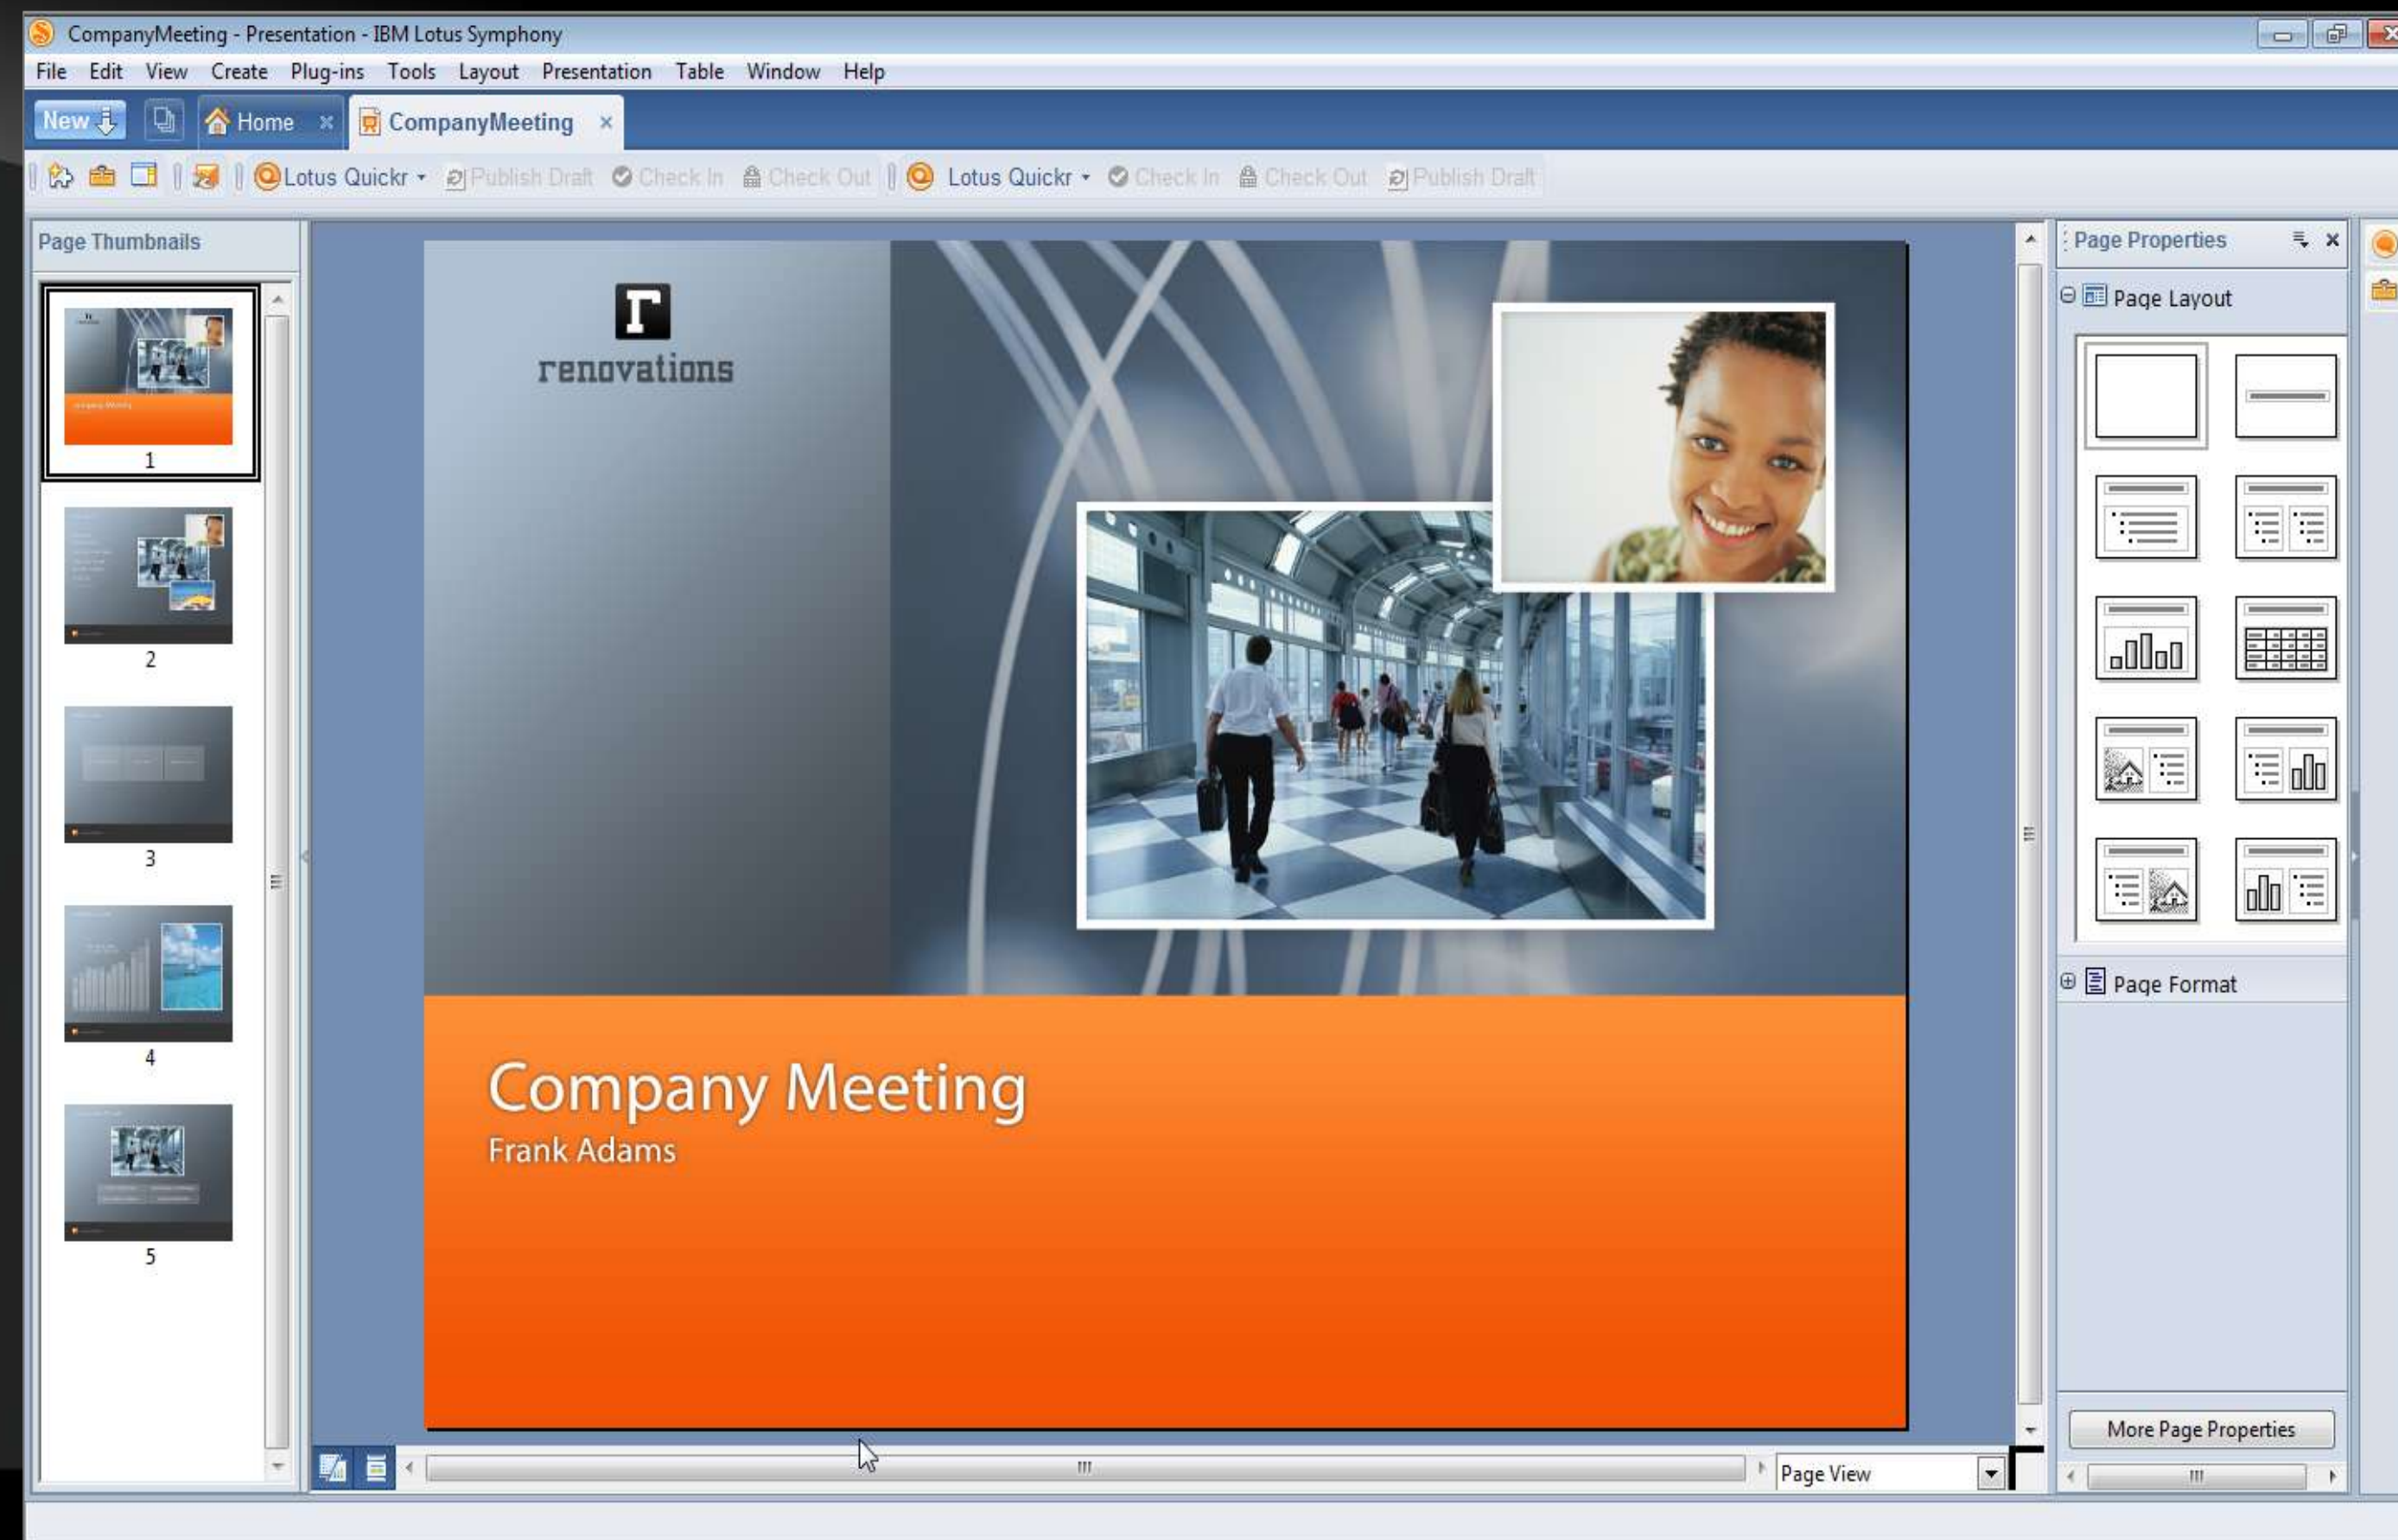 CompanyMeeting - Presentation - IBM Lotus Symphony
File Edit View Create Plug-ins Tools Layout Presentation Table Window Help
New Home CompanyMeeting
Lotus Quickr Publish Draft Check In Check Out Lotus Quickr Check In Check Out Publish Draft
Page Thumbnails
1
2
3
4
5
r
renovations
Company Meeting
Frank Adams
Page View
Page Properties
Page Layout
Page Format
More Page Properties